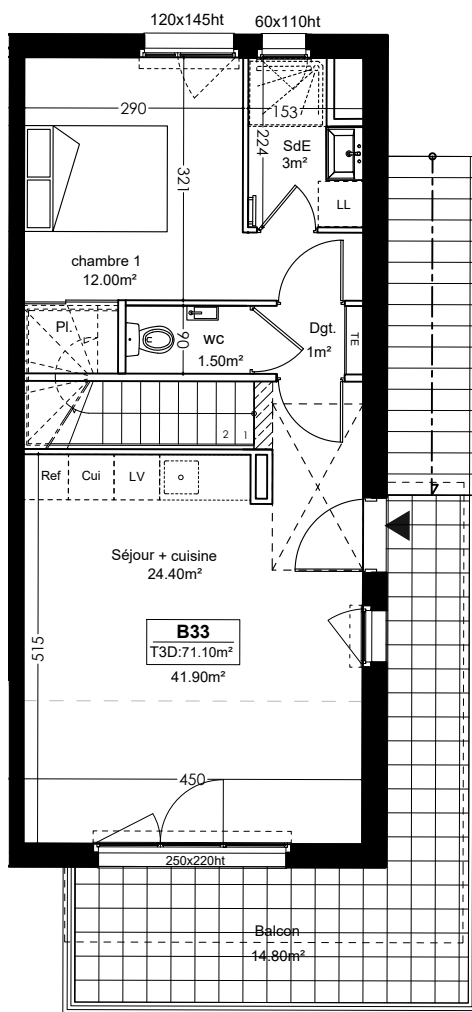 120x145ht 60x110ht
290
153
SdE
3m²
224
321
LL
chambre 1
12.00m²
Pl.
90
wc
1.50m²
Dgt.
1m²
TE
2 1
Ref Cui LV
Séjour + cuisine
24.40m²
B33
T3D:71.10m²
41.90m²
515
450
250x220ht
Balcon
14.80m²